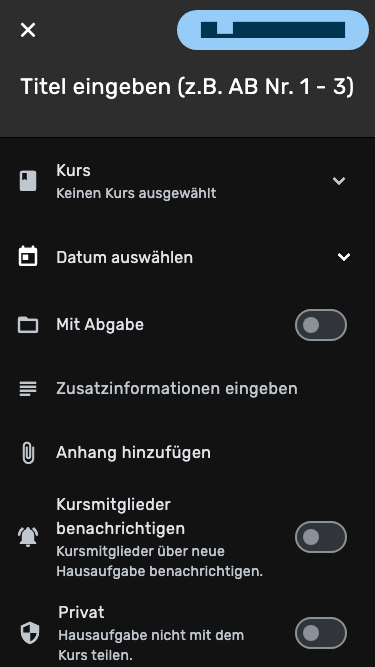 Titel eingeben (z.B. AB Nr. 1 - 3)
Kurs
Keinen Kurs ausgewählt
Datum auswählen
Mit Abgabe
Zusatzinformationen eingeben
Anhang hinzufügen
Kursmitglieder
benachrichtigen
Kursmitglieder über neue
Hausaufgabe benachrichtigen.
Privat
Hausaufgabe nicht mit dem
Kurs teilen.